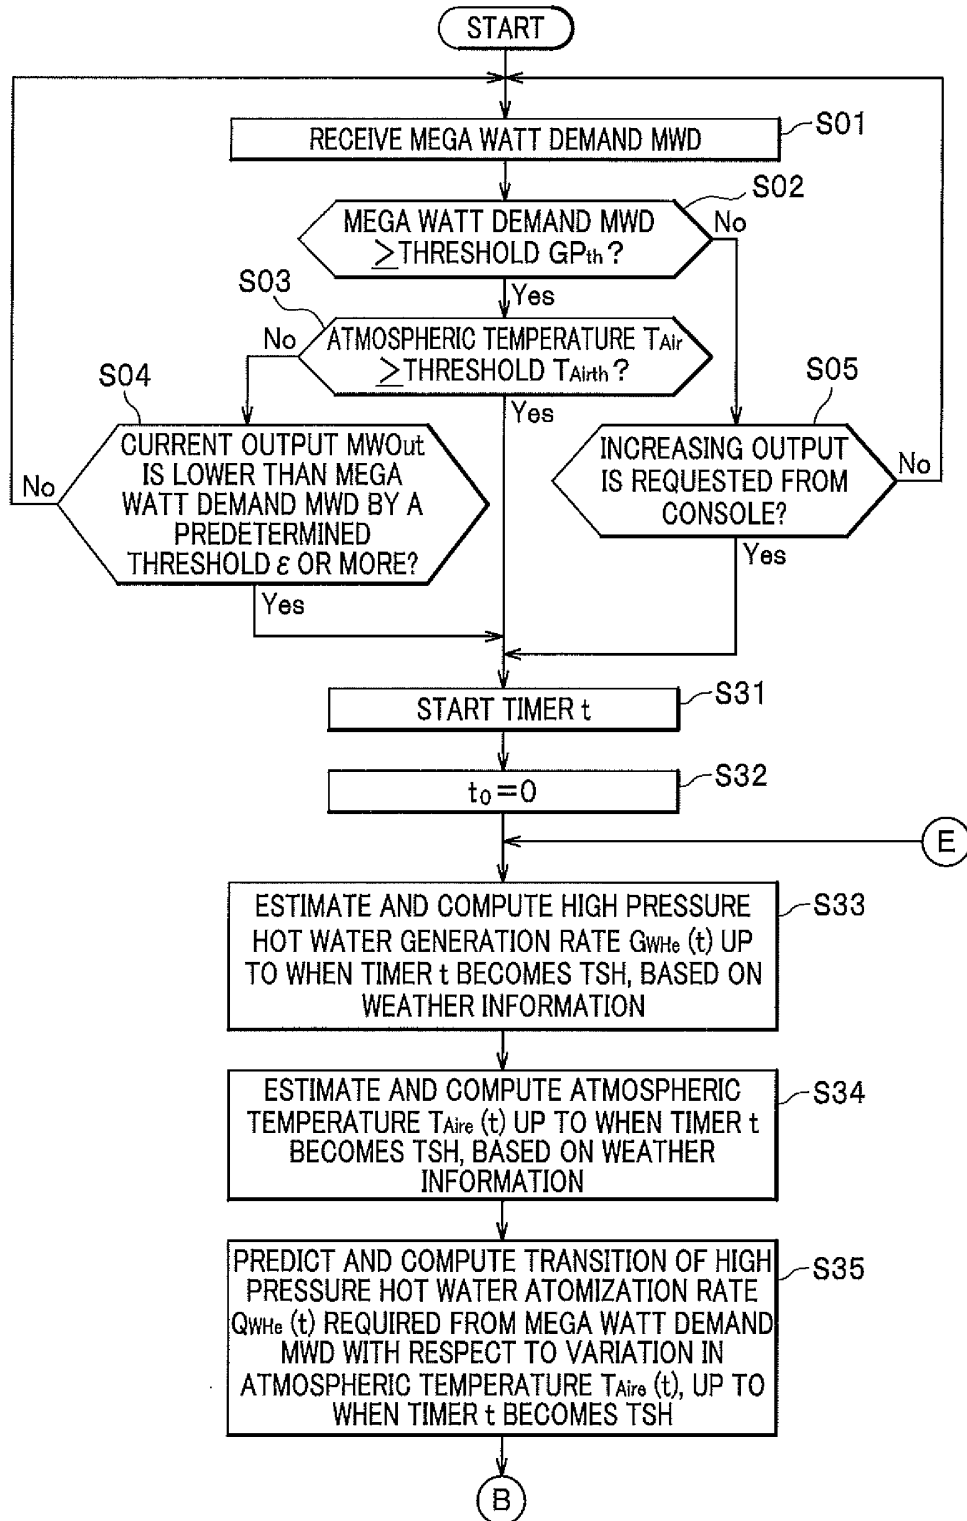 START
RECEIVE MEGA WATT DEMAND MWD
S01
MEGA WATT DEMAND MWD
≥THRESHOLD GPth?
S02
No
Yes
S03
ATMOSPHERIC TEMPERATURE TAir
≥THRESHOLD TAirth?
No
Yes
S04
CURRENT OUTPUT MWOut
IS LOWER THAN MEGA
WATT DEMAND MWD BY A
PREDETERMINED
THRESHOLD ε OR MORE?
No
Yes
S05
INCREASING OUTPUT
IS REQUESTED FROM
CONSOLE?
No
Yes
START TIMER t
S31
t0=0
S32
E
ESTIMATE AND COMPUTE HIGH PRESSURE
HOT WATER GENERATION RATE GWHe (t) UP
TO WHEN TIMER t BECOMES TSH, BASED ON
WEATHER INFORMATION
S33
ESTIMATE AND COMPUTE ATMOSPHERIC
TEMPERATURE TAire (t) UP TO WHEN TIMER t
BECOMES TSH, BASED ON WEATHER
INFORMATION
S34
PREDICT AND COMPUTE TRANSITION OF HIGH
PRESSURE HOT WATER ATOMIZATION RATE
QWHe (t) REQUIRED FROM MEGA WATT DEMAND
MWD WITH RESPECT TO VARIATION IN
ATMOSPHERIC TEMPERATURE TAire (t), UP TO
WHEN TIMER t BECOMES TSH
S35
B